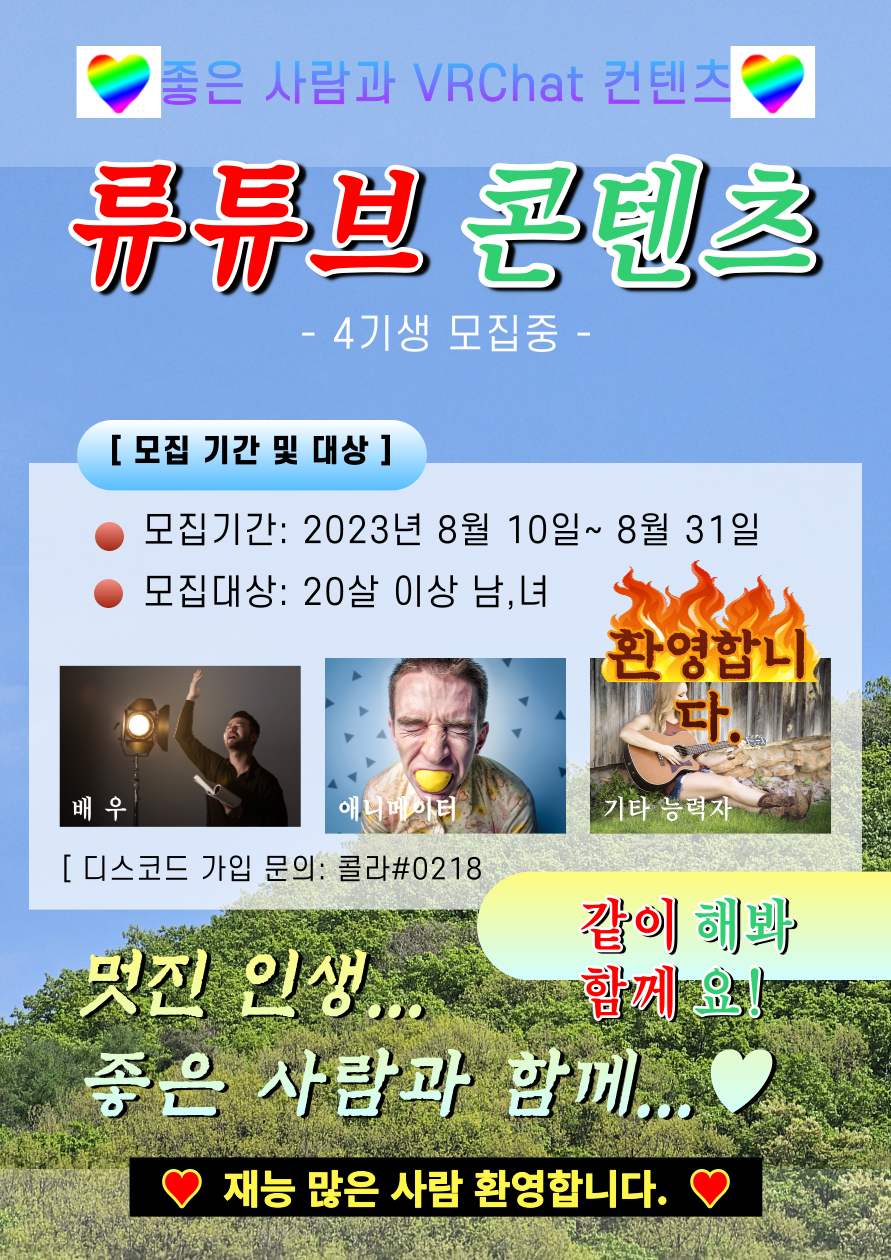 좋은 사람과 VRChat 컨텐츠
류튜브 콘텐츠
- 4기생 모집중 -
[ 모집 기간 및 대상 ]
모집기간: 2023년 8월 10일~ 8월 31일
모집대상: 20살 이상 남,녀
환영합니
다.
배 우
애니메이터
기타 능력자
[ 디스코드 가입 문의: 콜라#0218
같이 해봐
함께 요!
멋진 인생...
좋은 사람과 함께...♥
♥ 재능 많은 사람 환영합니다. ♥